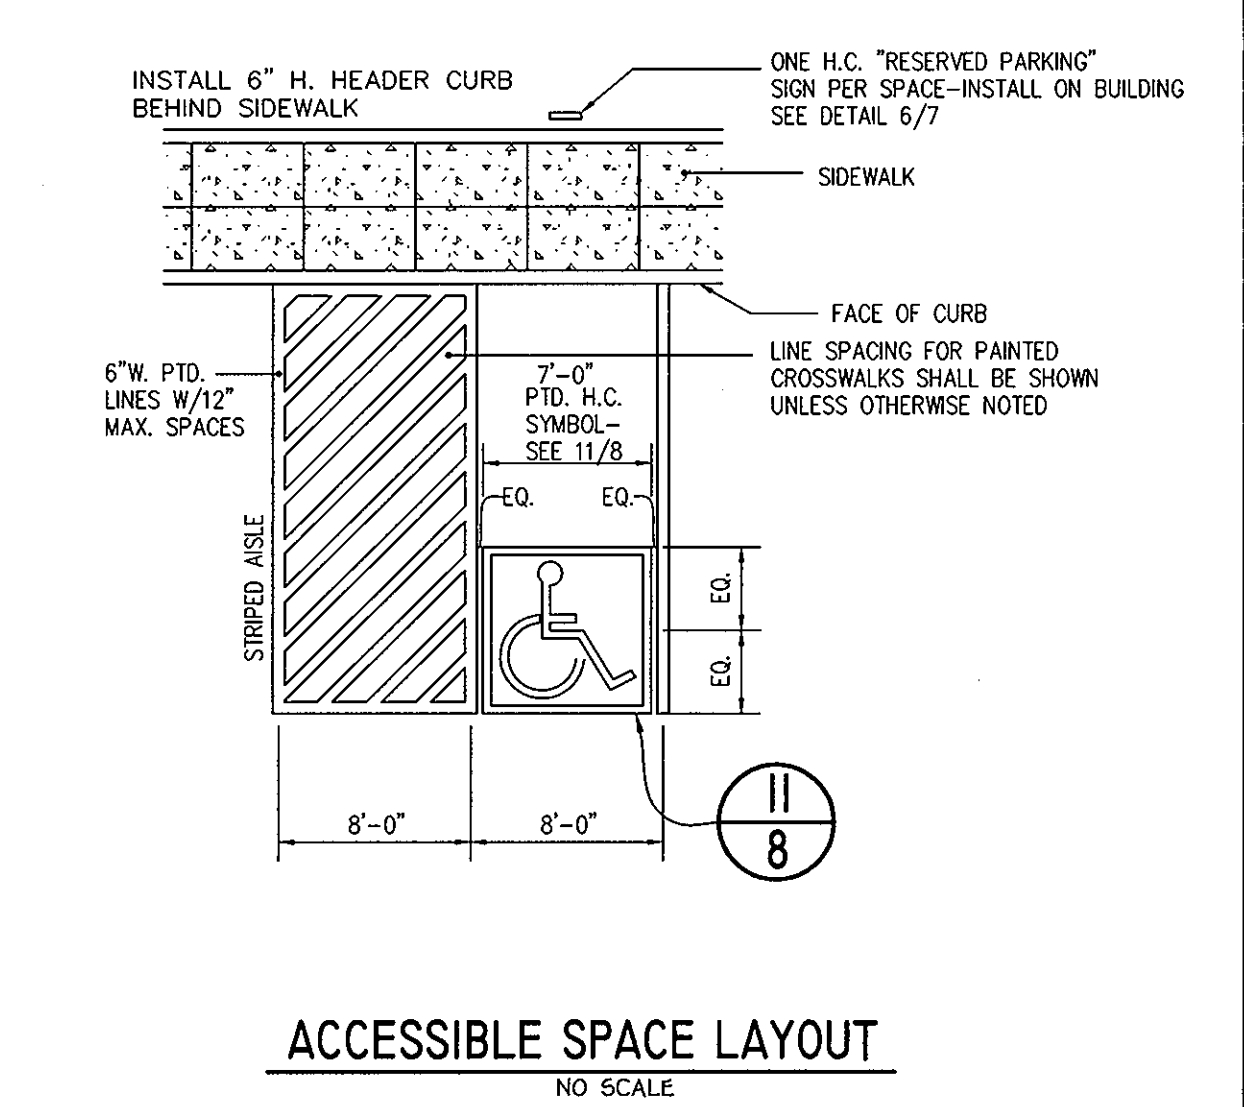 INSTALL 6" H. HEADER CURB
BEHIND SIDEWALK
ONE H.C. "RESERVED PARKING"
SIGN PER SPACE-INSTALL ON BUILDING
SEE DETAIL 6/7
SIDEWALK
FACE OF CURB
LINE SPACING FOR PAINTED
CROSSWALKS SHALL BE SHOWN
UNLESS OTHERWISE NOTED
6"W. PTD.
LINES W/12"
MAX. SPACES
7'-0"
PTD. H.C.
SYMBOL-
SEE 11/8
EQ.
EQ.
STRIPED AISLE
EQ.
EQ.
8'-0"
8'-0"
11
8
ACCESSIBLE SPACE LAYOUT
NO SCALE